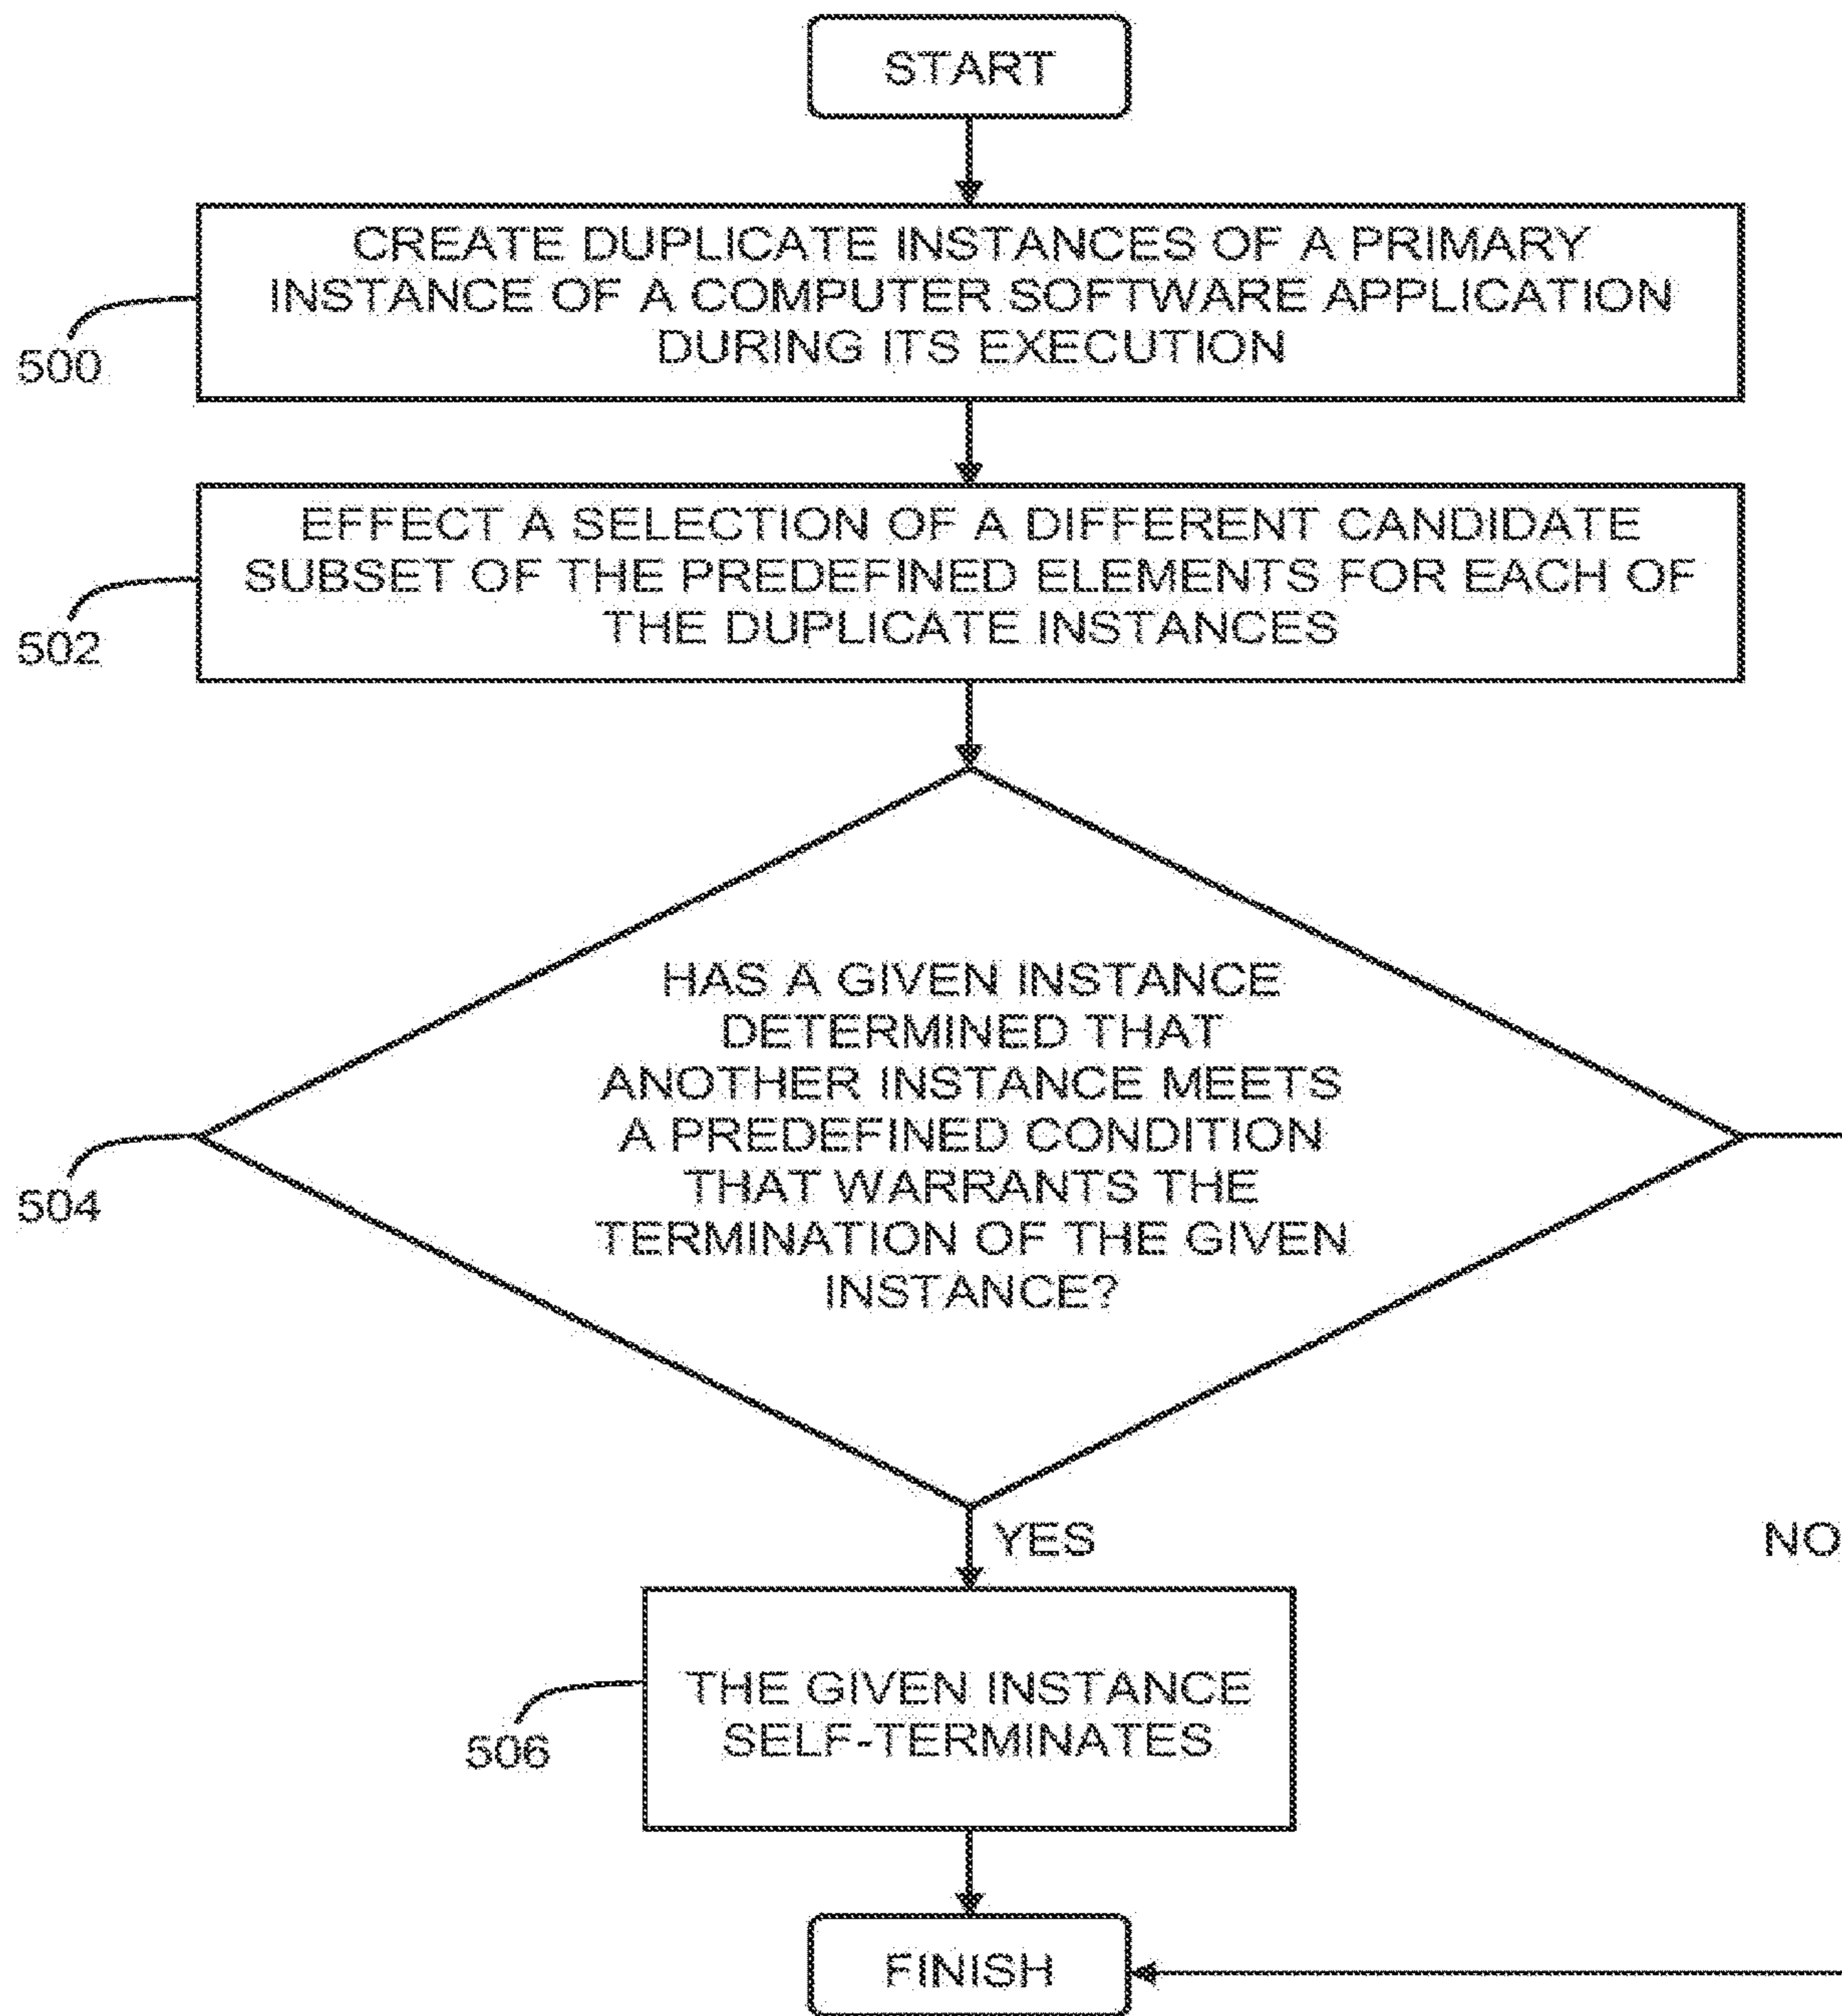 START
CREATE DUPLICATE INSTANCES OF A PRIMARY
INSTANCE OF A COMPUTER SOFTWARE APPLICATION
DURING ITS EXECUTION
500
EFFECT A SELECTION OF A DIFFERENT CANDIDATE
SUBSET OF THE PREDEFINED ELEMENTS FOR EACH OF
THE DUPLICATE INSTANCES
502
HAS A GIVEN INSTANCE
DETERMINED THAT
ANOTHER INSTANCE MEETS
A PREDEFINED CONDITION
THAT WARRANTS THE
TERMINATION OF THE GIVEN
INSTANCE?
504
YES
NO
THE GIVEN INSTANCE
SELF-TERMINATES
506
FINISH